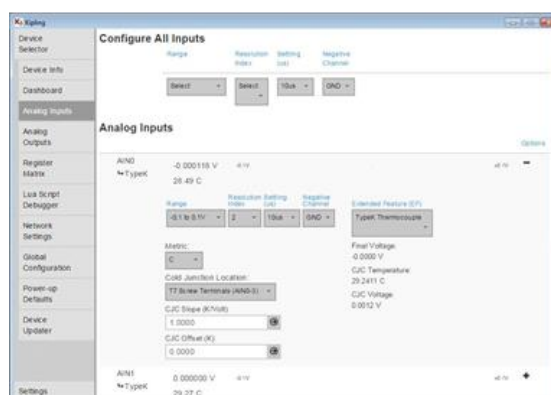 Kipling
Device Selector
Device Info
Dashboard
Analog Inputs
Analog Outputs
Register Matrix
Lua Script Debugger
Network Settings
Global Configuration
Power-up Defaults
Device Updater
Settings
Configure All Inputs
Range Resolution Index Settling (us) Negative Channel
Select Select 10us GND
Analog Inputs
Options
AIN0 -0.000118 V
TypeK 28.49 C
Range Resolution Index Settling (us) Negative Channel Extended Feature (EF)
-0.1 to 0.1V 2 10us GND TypeK Thermocouple
Metric:
C
Cold Junction Location:
T7 Screw Terminals (AIN0-3)
CJC Slope (K/Volt)
1.0000
CJC Offset (K)
0.0000
Final Voltage:
-0.0000 V
CJC Temperature:
29.2411 C
CJC Voltage:
0.0012 V
AIN1 0.000000 V
TypeK 29.27 C